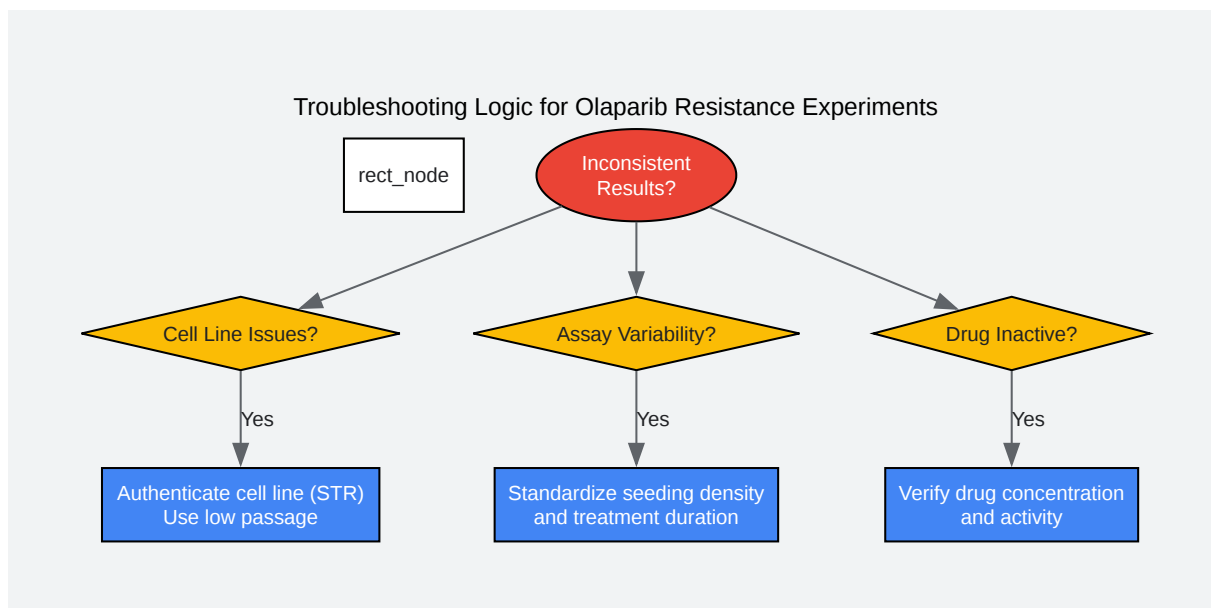 Troubleshooting Logic for Olaparib Resistance Experiments
rect_node
Inconsistent
Results?
Cell Line Issues?
Assay Variability?
Drug Inactive?
Yes
Yes
Yes
Authenticate cell line (STR)
Use low passage
Standardize seeding density
and treatment duration
Verify drug concentration
and activity